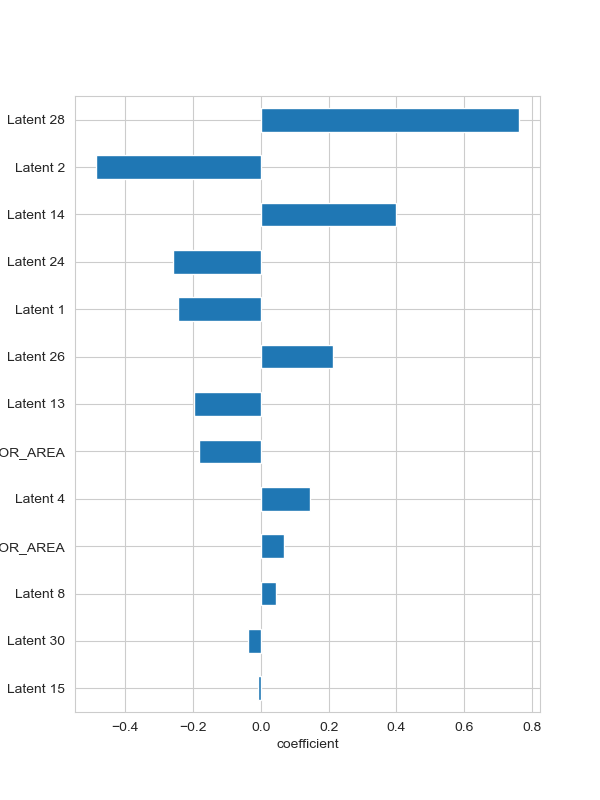 Latent 28
Latent 2
Latent 14
Latent 24
Latent 1
Latent 26
Latent 13
OR_AREA
Latent 4
OR_AREA
Latent 8
Latent 30
Latent 15
−0.4 −0.2 0.0 0.2 0.4 0.6 0.8
coefficient